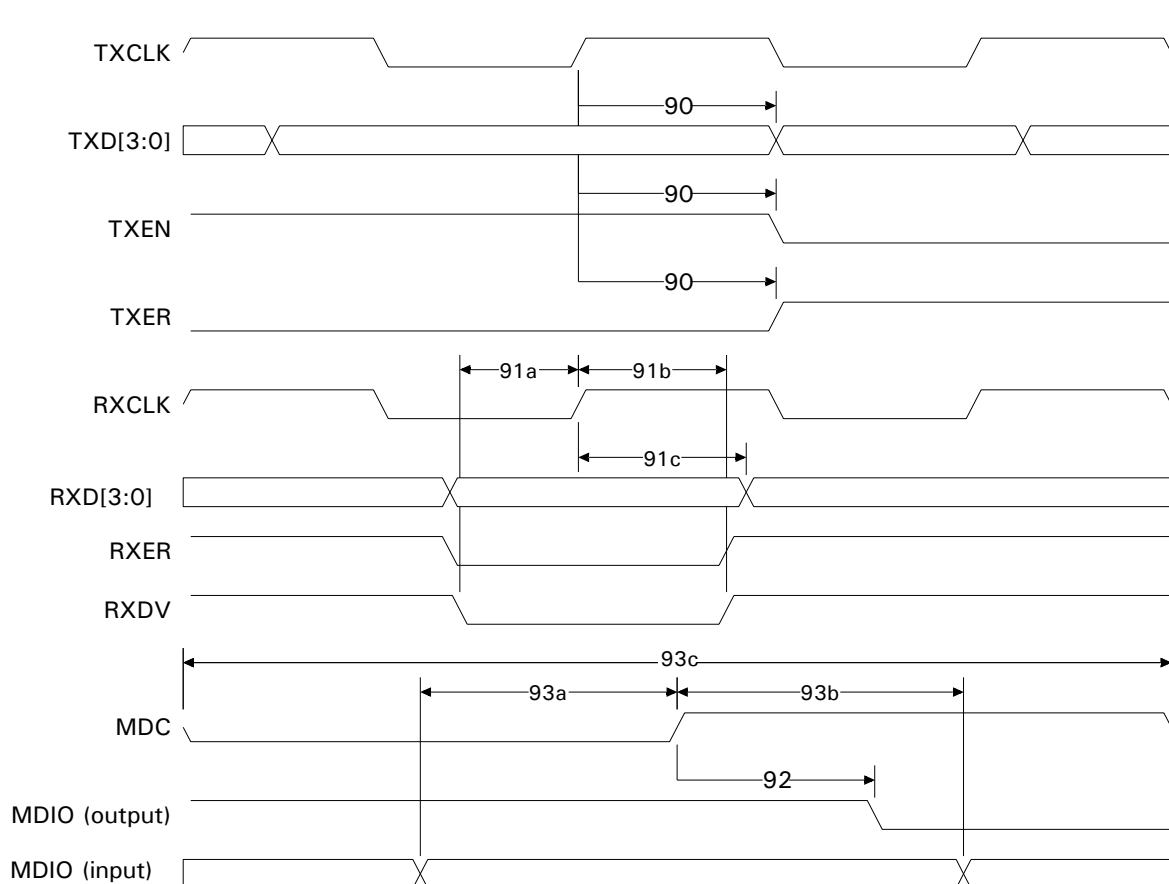 TXCLK
90
TXD[3:0]
90
TXEN
90
TXER
91a 91b
RXCLK
91c
RXD[3:0]
RXER
RXDV
93c
93a 93b
MDC
92
MDIO (output)
MDIO (input)